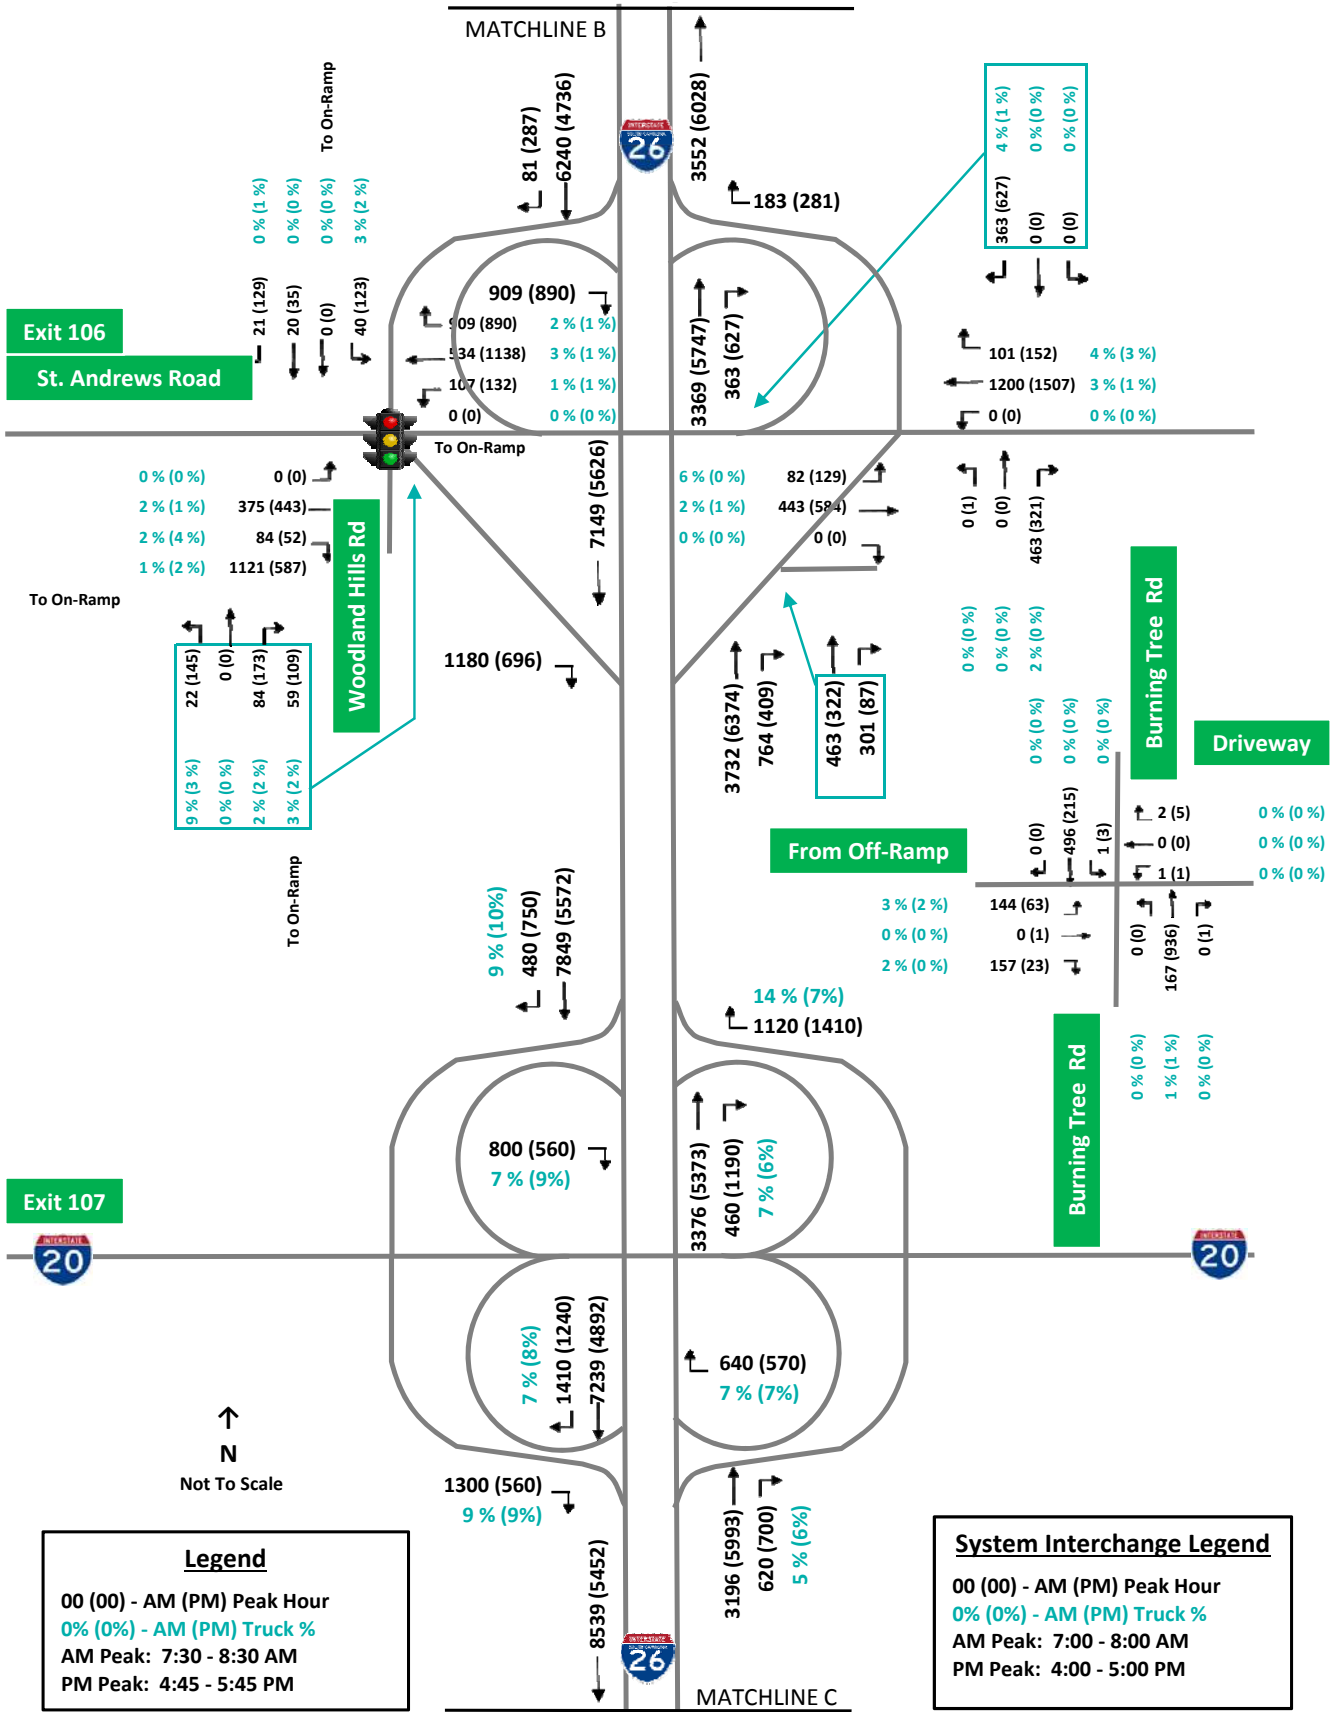 MATCHLINE B
To On-Ramp
81 (287)
6240 (4736)
INTERSTATE
26
3552 (6028)
183 (281)
4 % (1 %)
0 % (0 %)
0 % (0 %)
363 (627)
0 (0)
0 (0)
0 % (1 %)
0 % (0 %)
0 % (0 %)
3 % (2 %)
21 (129)
20 (35)
0 (0)
40 (123)
Exit 106
St. Andrews Road
909 (890)
909 (890) 2 % (1 %)
534 (1138) 3 % (1 %)
107 (132) 1 % (1 %)
0 (0) 0 % (0 %)
To On-Ramp
3369 (5747)
363 (627)
101 (152) 4 % (3 %)
1200 (1507) 3 % (1 %)
0 (0) 0 % (0 %)
0 % (0 %) 0 (0)
2 % (1 %) 375 (443)
2 % (4 %) 84 (52)
1 % (2 %) 1121 (587)
To On-Ramp
Woodland Hills Rd
7149 (5626)
6 % (0 %) 82 (129)
2 % (1 %) 443 (584)
0 % (0 %) 0 (0)
0 (1)
0 (0)
463 (321)
0 % (0 %)
0 % (0 %)
2 % (0 %)
22 (145)
0 (0)
84 (173)
59 (109)
9 % (3 %)
0 % (0 %)
2 % (2 %)
3 % (2 %)
To On-Ramp
1180 (696)
3732 (6374)
764 (409)
463 (322)
301 (87)
Burning Tree Rd
Driveway
0 % (0 %)
0 % (0 %)
0 % (0 %)
0 (0)
496 (215)
1 (3)
2 (5) 0 % (0 %)
0 (0) 0 % (0 %)
1 (1) 0 % (0 %)
From Off-Ramp
3 % (2 %) 144 (63)
0 % (0 %) 0 (1)
2 % (0 %) 157 (23)
0 (0)
167 (936)
0 (1)
0 % (0 %)
1 % (1 %)
0 % (0 %)
Burning Tree Rd
9 % (10%)
480 (750)
7849 (5572)
14 % (7%)
1120 (1410)
800 (560)
7 % (9%)
3376 (5373)
460 (1190)
7 % (6%)
Exit 107
INTERSTATE
20
INTERSTATE
20
7 % (8%)
1410 (1240)
7239 (4892)
640 (570)
7 % (7%)
N
Not To Scale
1300 (560)
9 % (9%)
8539 (5452)
3196 (5993)
620 (700)
5 % (6%)
INTERSTATE
26
MATCHLINE C
Legend
00 (00) - AM (PM) Peak Hour
0% (0%) - AM (PM) Truck %
AM Peak: 7:30 - 8:30 AM
PM Peak: 4:45 - 5:45 PM
System Interchange Legend
00 (00) - AM (PM) Peak Hour
0% (0%) - AM (PM) Truck %
AM Peak: 7:00 - 8:00 AM
PM Peak: 4:00 - 5:00 PM